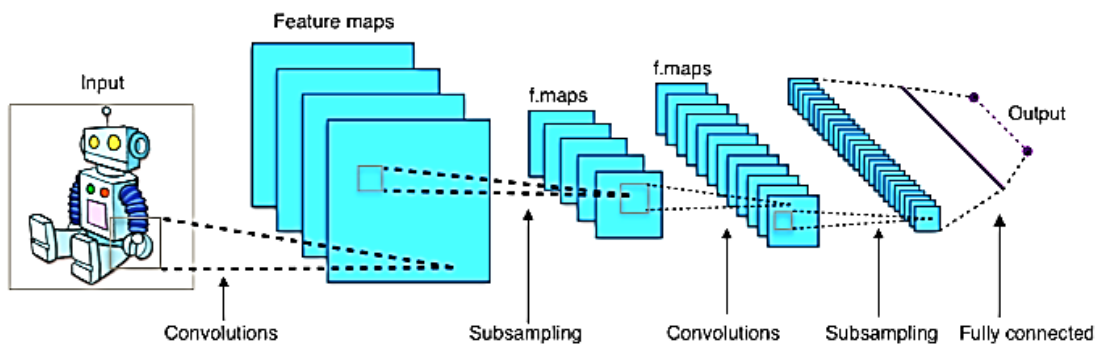 Feature maps
Input
f.maps
f.maps
Output
Convolutions
Subsampling
Convolutions
Subsampling
Fully connected